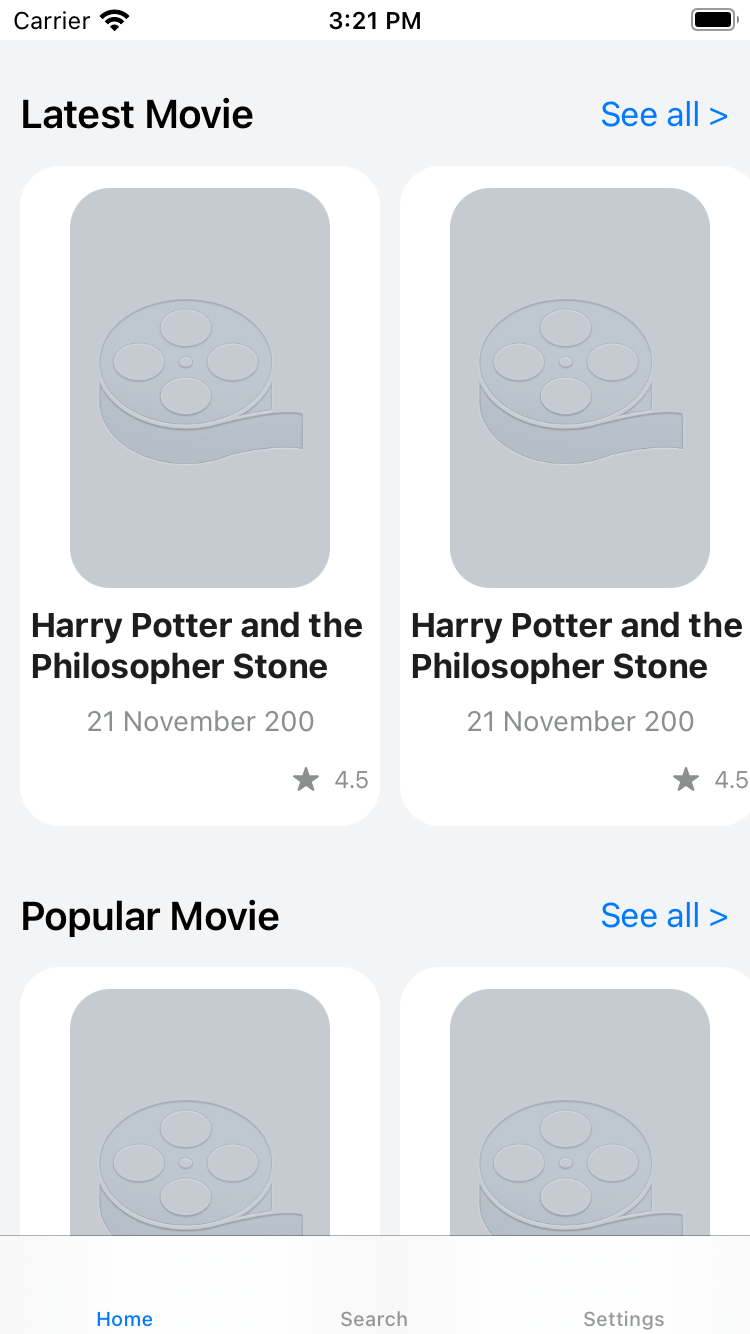 Carrier
3:21 PM
Latest Movie
See all >
Harry Potter and the
Philosopher Stone
21 November 200
4.5
Harry Potter and the
Philosopher Stone
21 November 200
4.5
Popular Movie
See all >
Home
Search
Settings